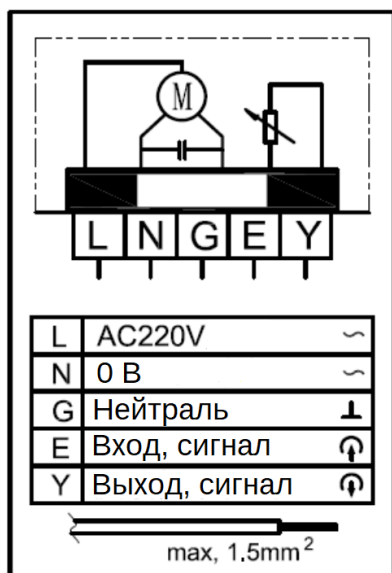 M
L N G E Y
L AC220V
N 0 В
G Нейтраль
E Вход, сигнал
Y Выход, сигнал
max, 1.5mm²